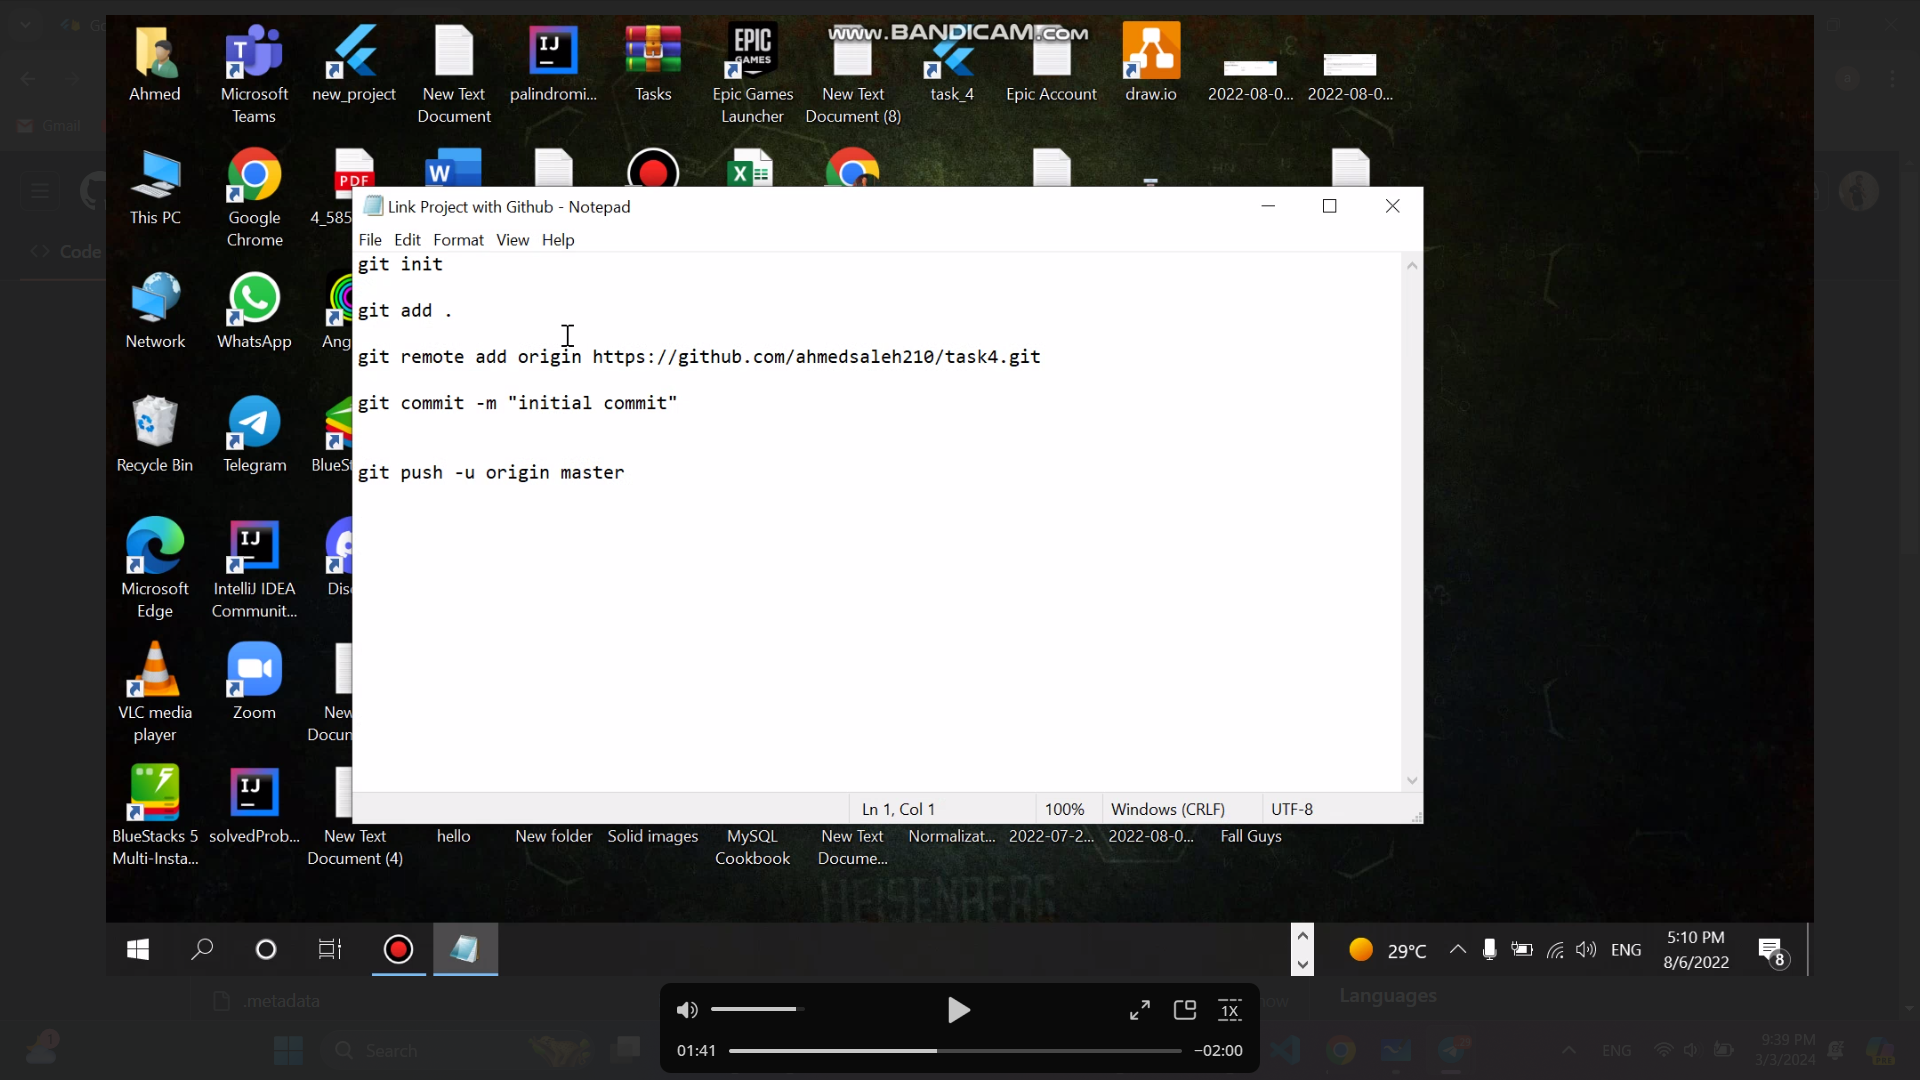 www.BANDICAM.com
Ahmed
Microsoft Teams
new_project
New Text Document
palindromi...
Tasks
EPIC GAMES
Epic Games Launcher
New Text Document (8)
task_4
Epic Account
draw.io
2022-08-0...
2022-08-0...
Gmail
This PC
Google Chrome
PDF
4_585
Link Project with Github - Notepad
File Edit Format View Help
<> Code
git init
git add .
git remote add origin https://github.com/ahmedsaleh210/task4.git
git commit -m "initial commit"
git push -u origin master
Network
WhatsApp
Ang
Recycle Bin
Telegram
BlueS
Microsoft Edge
IntelliJ IDEA Communit...
Dis
VLC media player
Zoom
New
Docun
Ln 1, Col 1
100%
Windows (CRLF)
UTF-8
BlueStacks 5 Multi-Insta...
solvedProb...
New Text Document (4)
hello
New folder
Solid images
MySQL Cookbook
New Text Docume...
Normalizat...
2022-07-2...
2022-08-0...
Fall Guys
HEISENBERG
29°C
ENG
5:10 PM
8/6/2022
8
.metadata
Languages
1X
01:41
−02:00
Search
ENG
9:39 PM
3/3/2024